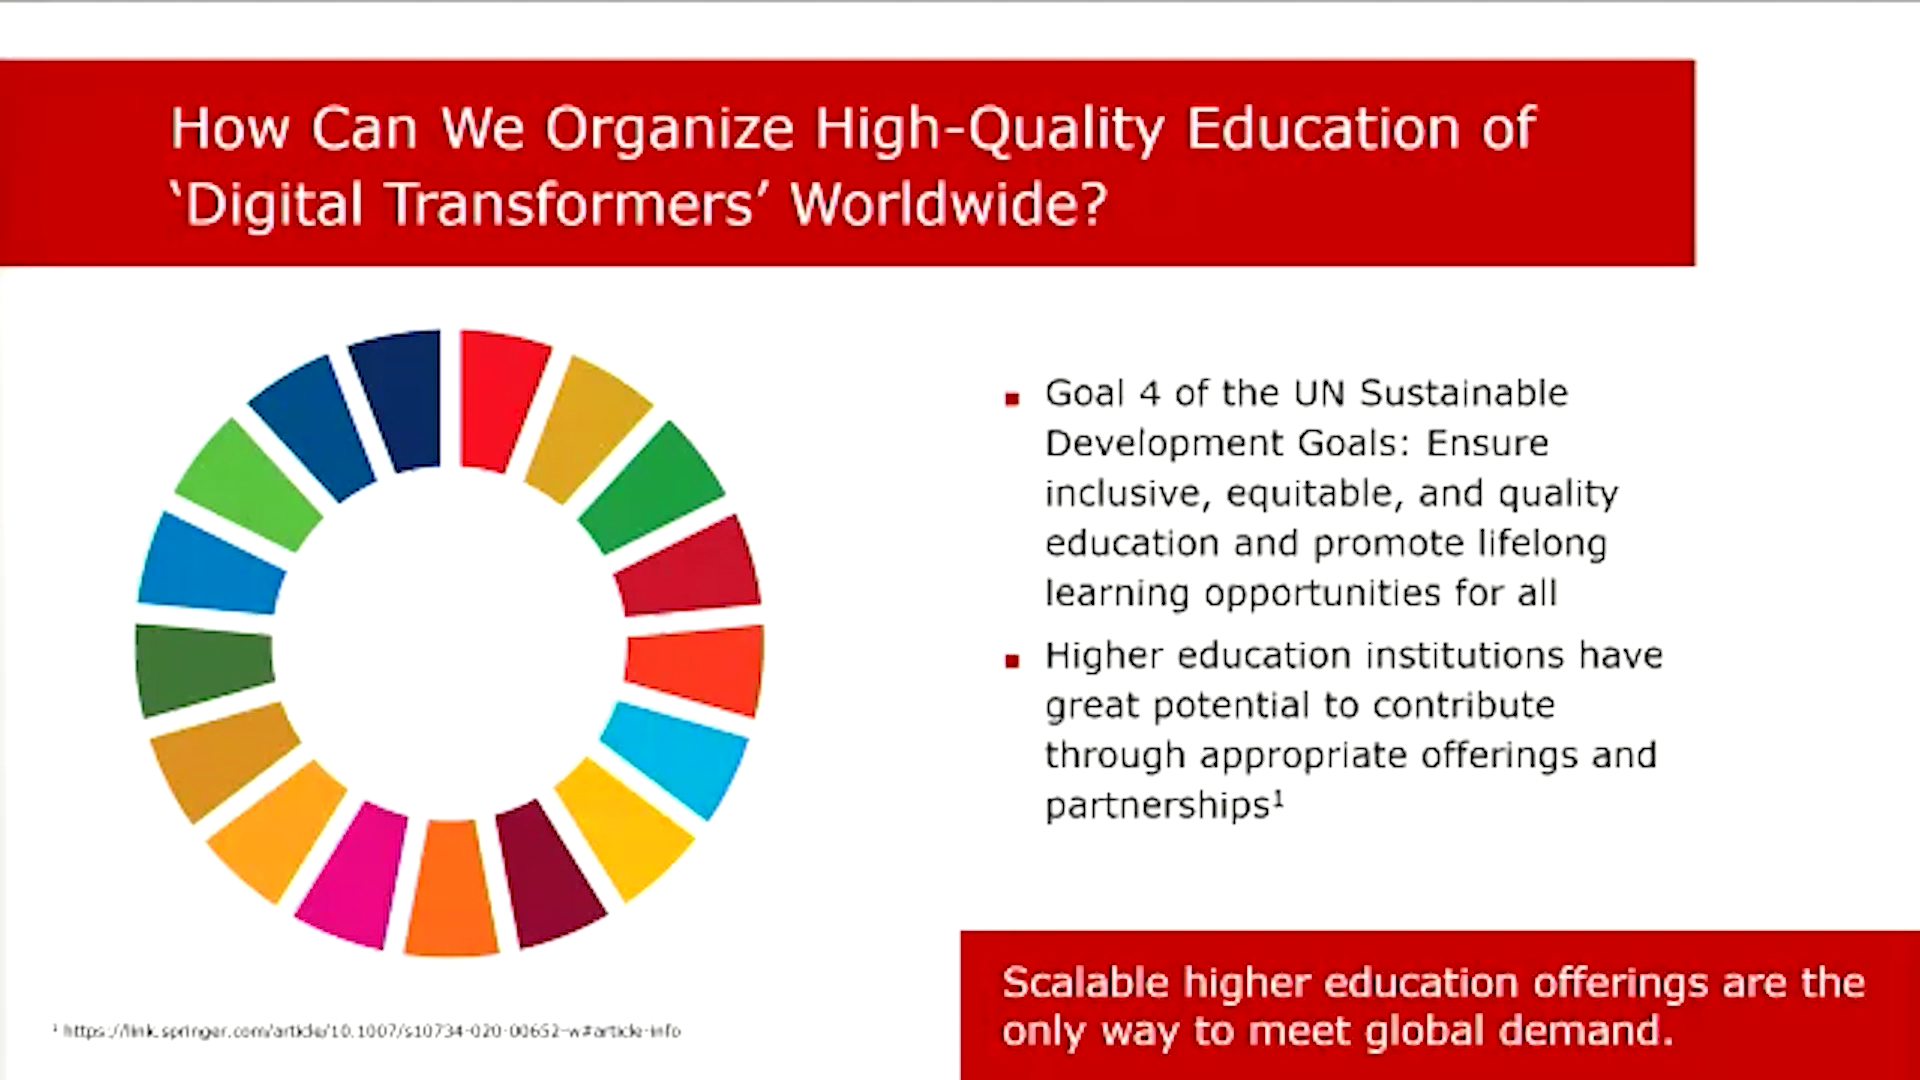 How Can We Organize High-Quality Education of
‘Digital Transformers’ Worldwide?
Goal 4 of the UN Sustainable
Development Goals: Ensure
inclusive, equitable, and quality
education and promote lifelong
learning opportunities for all
Higher education institutions have
great potential to contribute
through appropriate offerings and
partnerships¹
Scalable higher education offerings are the
only way to meet global demand.
¹ https://link.springer.com/article/10.1007/s10734-020-00652-w#article-info